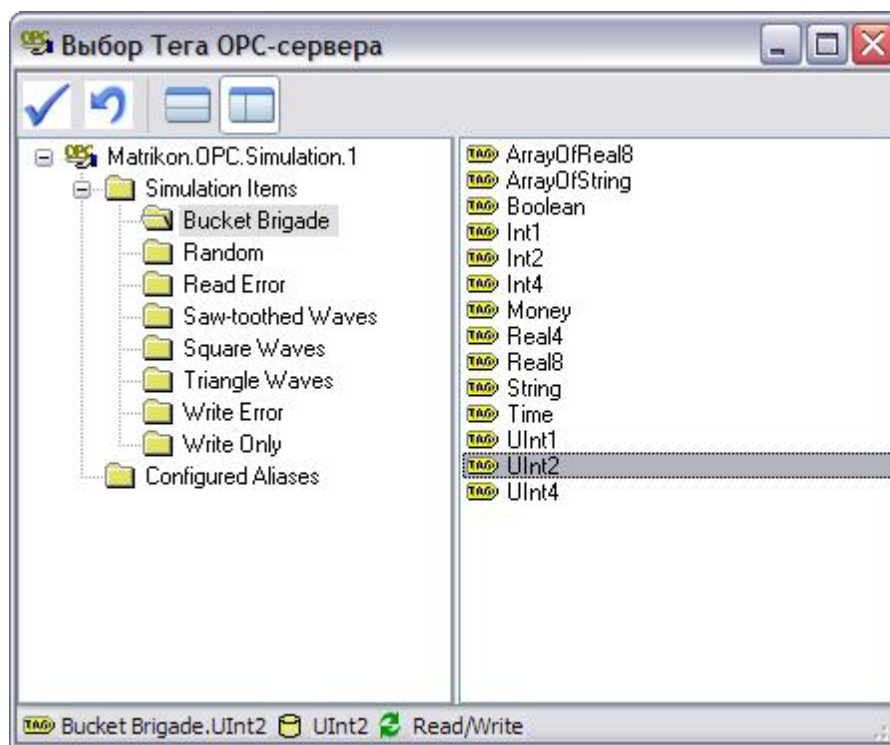 Выбор Тега OPC-сервера
Matrikon.OPC.Simulation.1
Simulation Items
Bucket Brigade
Random
Read Error
Saw-toothed Waves
Square Waves
Triangle Waves
Write Error
Write Only
Configured Aliases
ArrayOfReal8
ArrayOfString
Boolean
Int1
Int2
Int4
Money
Real4
Real8
String
Time
UInt1
UInt2
UInt4
Bucket Brigade.UInt2 UInt2 Read/Write